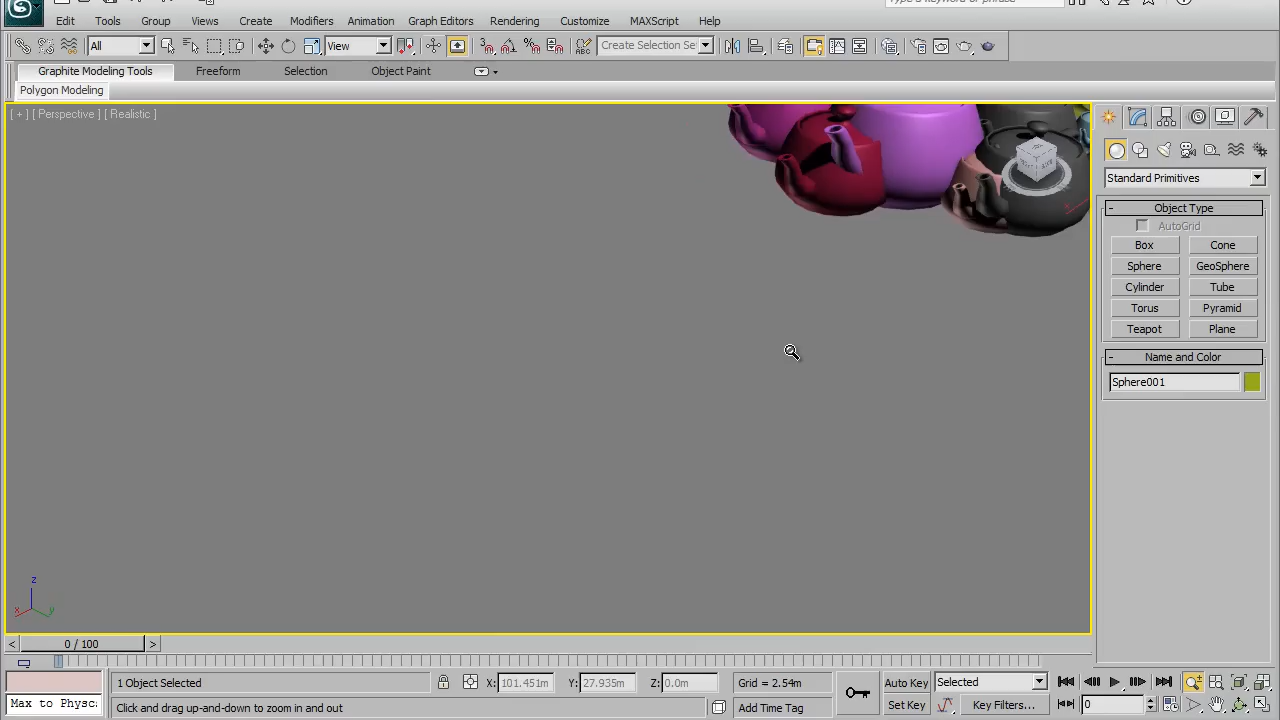 Type a keyword or phrase
Edit Tools Group Views Create Modifiers Animation Graph Editors Rendering Customize MAXScript Help
All View Create Selection Se
Graphite Modeling Tools Freeform Selection Object Paint
Polygon Modeling
[ + ] [ Perspective ] [ Realistic ]
Standard Primitives
- Object Type
AutoGrid
Box Cone
Sphere GeoSphere
Cylinder Tube
Torus Pyramid
Teapot Plane
- Name and Color
Sphere001
z
x y
< 0 / 100 >
1 Object Selected X: 101.451m Y: 27.935m Z: 0.0m Grid = 2.54m Auto Key Selected
Max to Physc: Click and drag up-and-down to zoom in and out Add Time Tag Set Key Key Filters... 0